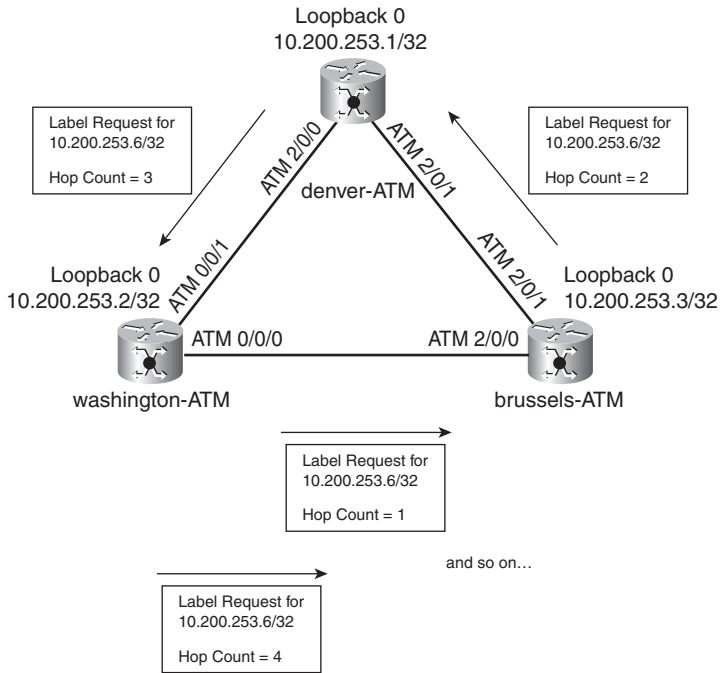 Loopback 0
10.200.253.1/32
Label Request for
10.200.253.6/32
Hop Count = 3
ATM 2/0/0
denver-ATM
ATM 2/0/1
Label Request for
10.200.253.6/32
Hop Count = 2
Loopback 0
10.200.253.2/32
ATM 0/0/1
ATM 2/0/1
Loopback 0
10.200.253.3/32
ATM 0/0/0
ATM 2/0/0
washington-ATM
brussels-ATM
Label Request for
10.200.253.6/32
Hop Count = 1
and so on…
Label Request for
10.200.253.6/32
Hop Count = 4